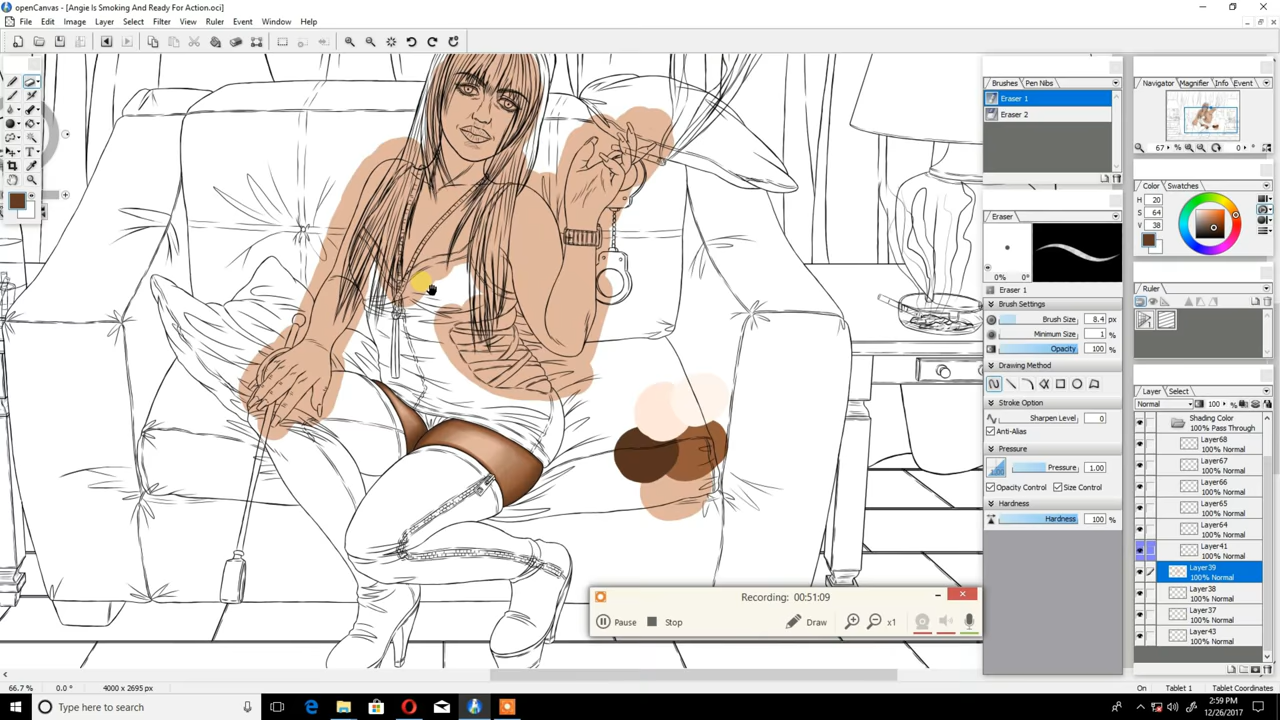 openCanvas - [Angie Is Smoking And Ready For Action.oci]
File Edit Image Layer Select Filter View Ruler Event Window Help
Brushes Pen Nibs
Eraser 1
Eraser 2
Navigator Magnifier Info Event
67 % 0 °
Color Swatches
H 20
S 64
V 38
Eraser
0% 0°
Eraser 1
Brush Settings
Brush Size 8.4 px
Minimum Size 1 %
Opacity 100 %
Drawing Mode
Stroke Option
Sharpen Level 0
Anti-Alias
Pressure
Pressure 1.00
Opacity Control Size Control
Hardness
Hardness 100 %
Ruler
Layer Select
Normal 100 %
Shading Color
100% Pass Through
Layer68
100% Normal
Layer67
100% Normal
Layer66
100% Normal
Layer65
100% Normal
Layer64
100% Normal
Layer41
100% Normal
Layer39
100% Normal
Layer38
100% Normal
Layer37
100% Normal
Layer43
100% Normal
Recording: 00:51:09
Pause Stop Draw x1
66.7 % 0.0 ° 4000 x 2695 px On Tablet 1 Tablet Coordinates
Type here to search
2:59 PM
12/26/2017